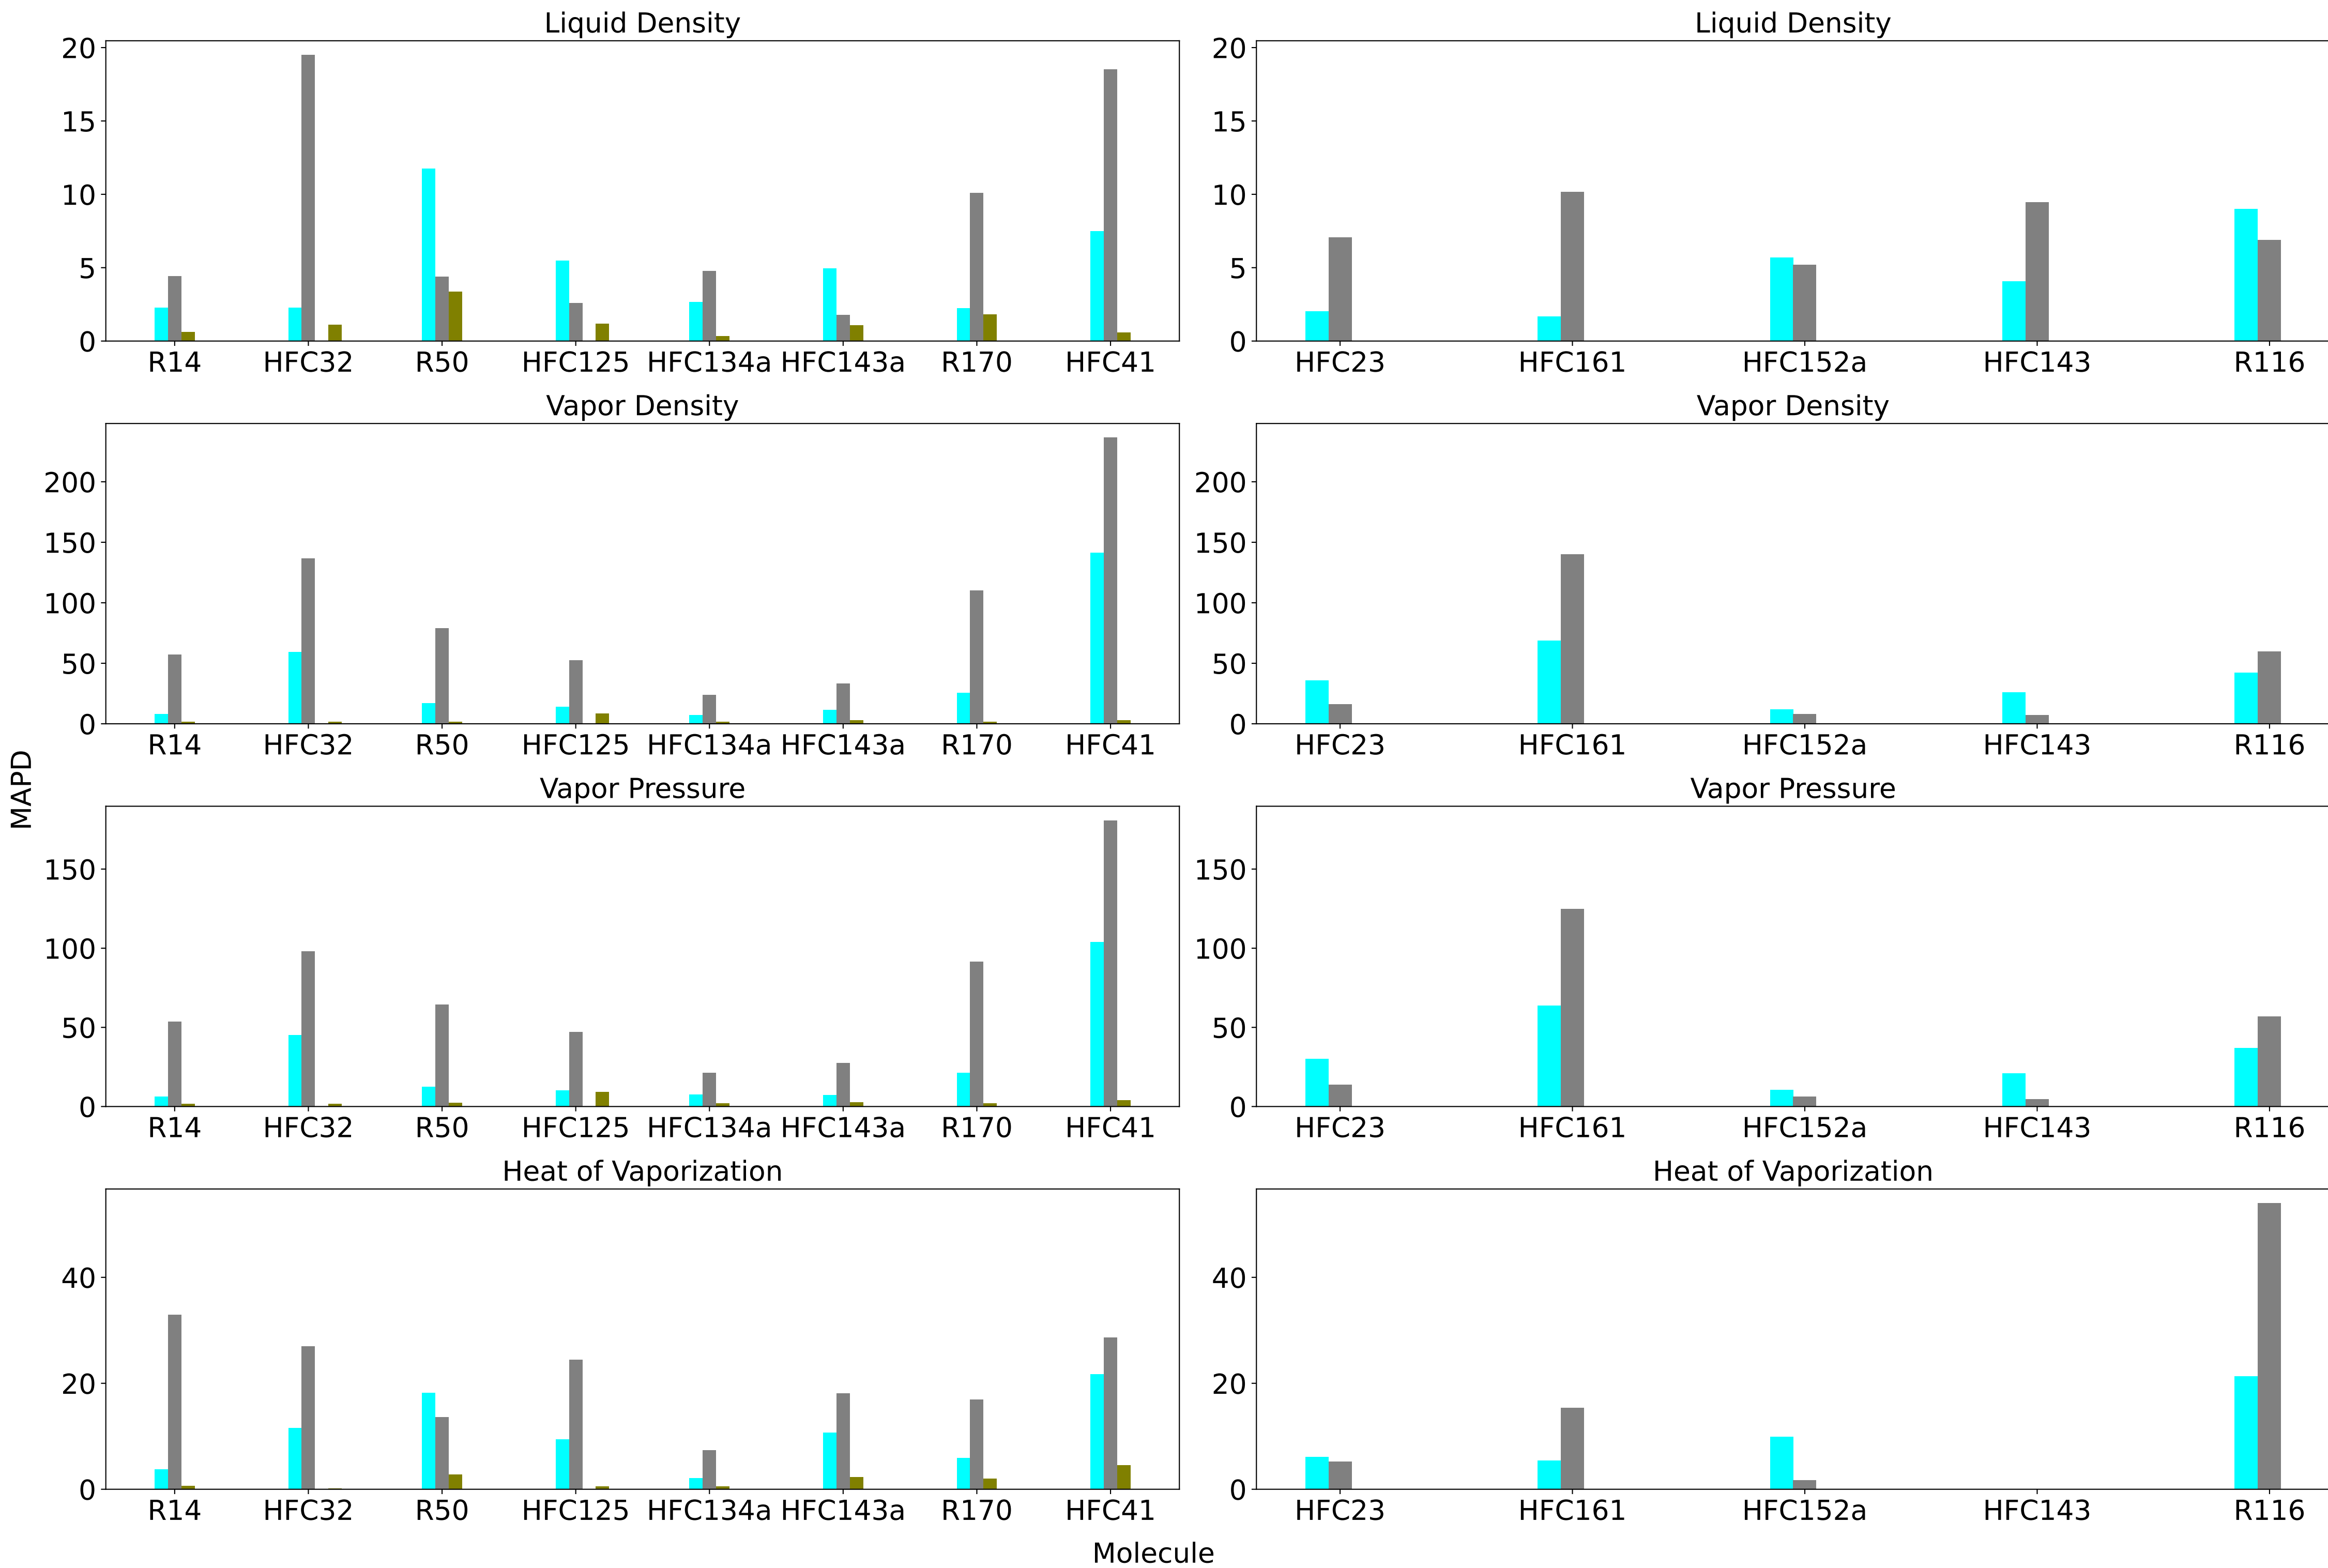 Liquid Density
20
15
10
5
0
R14 HFC32 R50 HFC125 HFC134a HFC143a R170 HFC41
Liquid Density
20
15
10
5
0
HFC23 HFC161 HFC152a HFC143 R116
Vapor Density
200
150
100
50
0
R14 HFC32 R50 HFC125 HFC134a HFC143a R170 HFC41
Vapor Density
200
150
100
50
0
HFC23 HFC161 HFC152a HFC143 R116
MAPD
Vapor Pressure
150
100
50
0
R14 HFC32 R50 HFC125 HFC134a HFC143a R170 HFC41
Vapor Pressure
150
100
50
0
HFC23 HFC161 HFC152a HFC143 R116
Heat of Vaporization
40
20
0
R14 HFC32 R50 HFC125 HFC134a HFC143a R170 HFC41
Heat of Vaporization
40
20
0
HFC23 HFC161 HFC152a HFC143 R116
Molecule